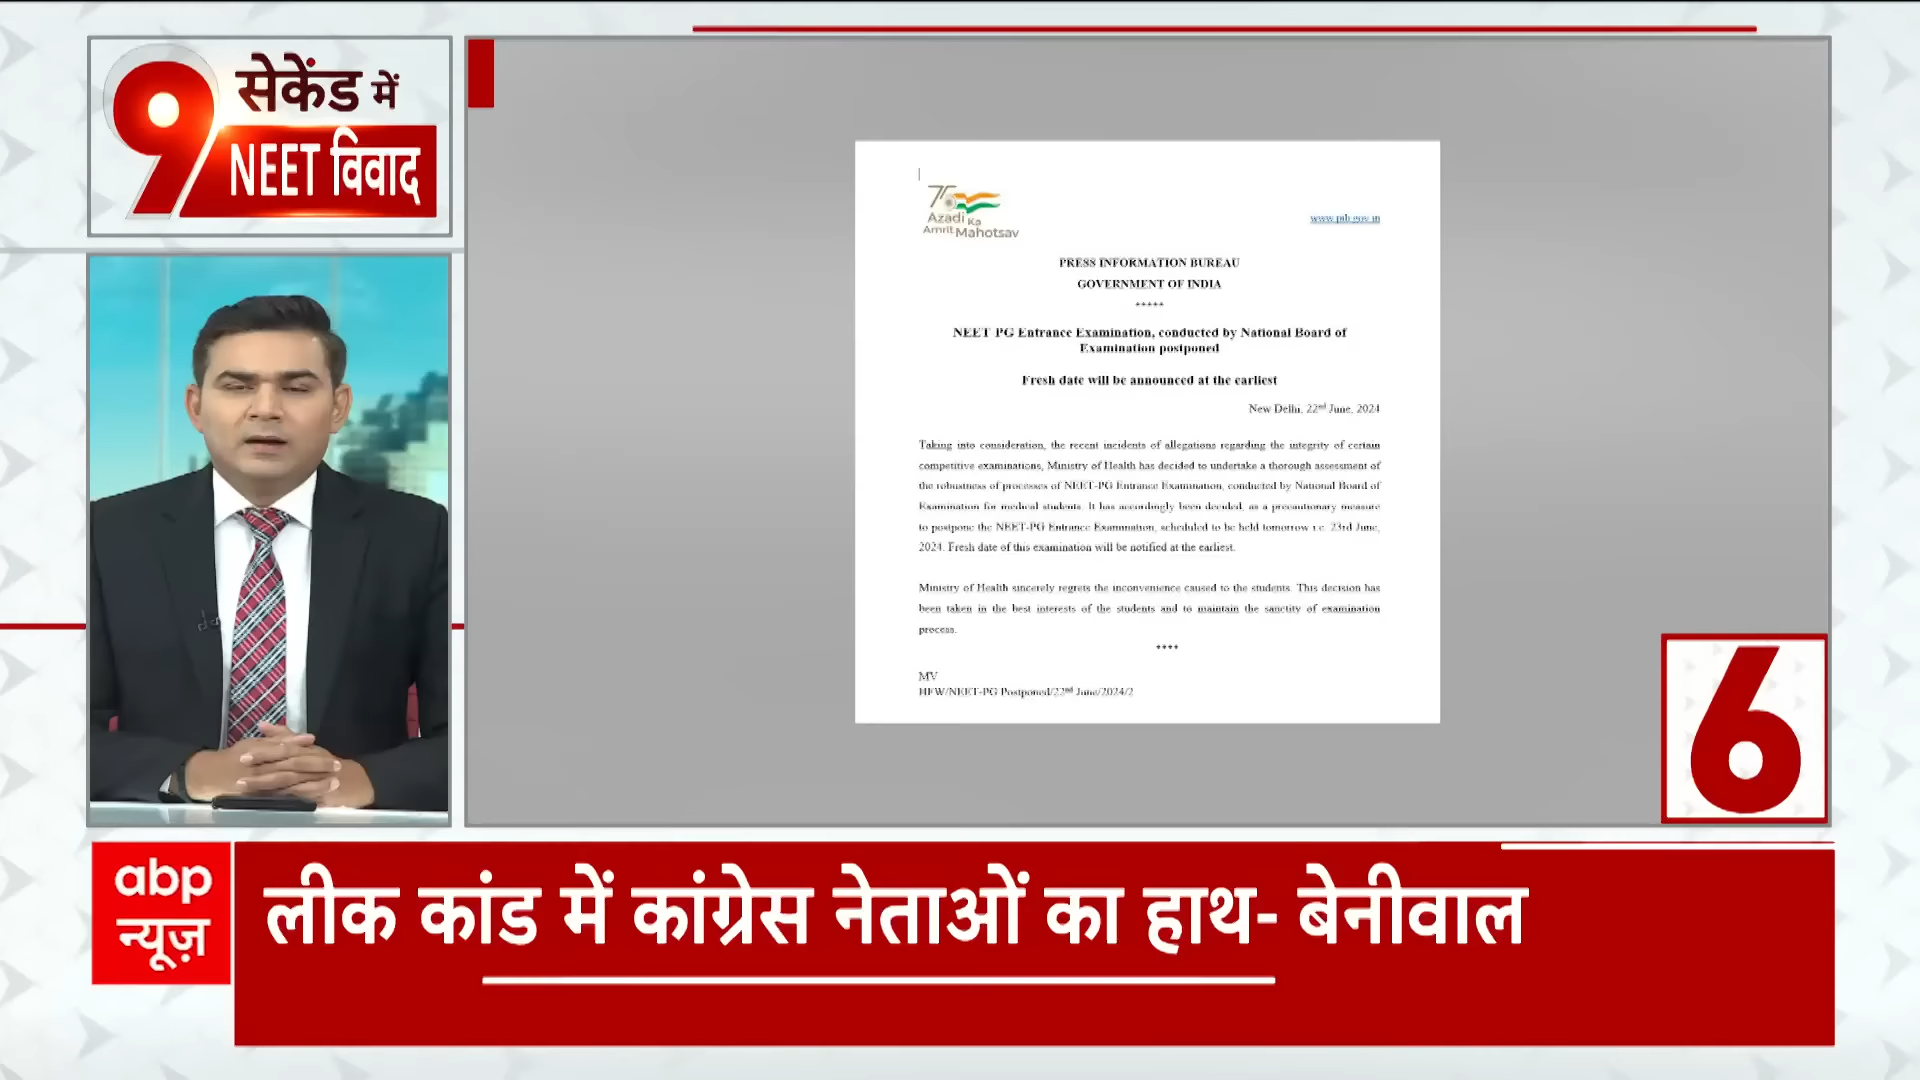 9 सेकेंड में
NEET विवाद
75
Azadi Ka
Amrit Mahotsav
www.pib.gov.in
PRESS INFORMATION BUREAU
GOVERNMENT OF INDIA
*****
NEET PG Entrance Examination, conducted by National Board of
Examination postponed
Fresh date will be announced at the earliest
New Delhi, 22nd June, 2024
Taking into consideration, the recent incidents of allegations regarding the integrity of certain
competitive examinations, Ministry of Health has decided to undertake a thorough assessment of
the robustness of processes of NEET-PG Entrance Examination, conducted by National Board of
Examination for medical students. It has accordingly been decided, as a precautionary measure
to postpone the NEET-PG Entrance Examination, scheduled to be held tomorrow i.e. 23rd June,
2024. Fresh date of this examination will be notified at the earliest.
Ministry of Health sincerely regrets the inconvenience caused to the students. This decision has
been taken in the best interests of the students and to maintain the sanctity of examination
process.
****
MV
HFW/NEET-PG Postponed/22nd June/2024/2
6
abp
न्यूज़
लीक कांड में कांग्रेस नेताओं का हाथ- बेनीवाल